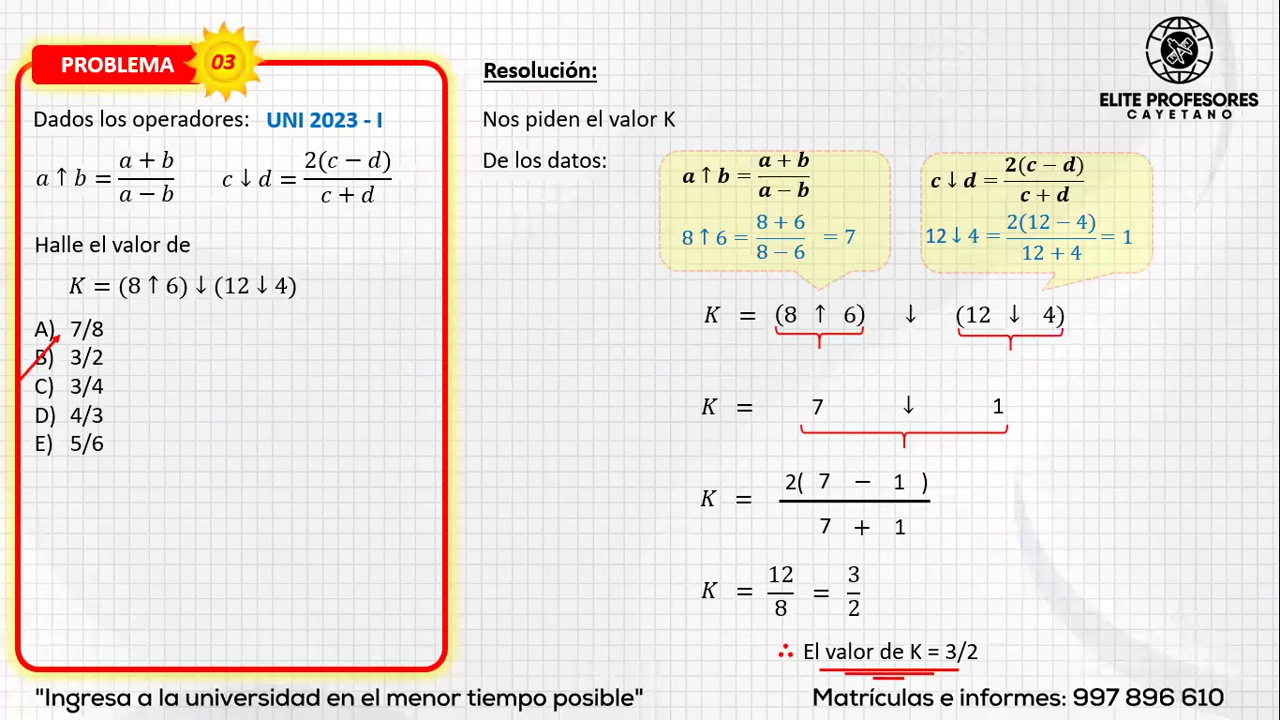 PROBLEMA 03
Dados los operadores: UNI 2023 - I
a ↑ b = (a + b)/(a − b)   c ↓ d = 2(c − d)/(c + d)
Halle el valor de
K = (8 ↑ 6) ↓ (12 ↓ 4)
A) 7/8
B) 3/2
C) 3/4
D) 4/3
E) 5/6
Resolución:
Nos piden el valor K
De los datos:
a ↑ b = (a + b)/(a − b)
8 ↑ 6 = (8 + 6)/(8 − 6) = 7
c ↓ d = 2(c − d)/(c + d)
12 ↓ 4 = 2(12 − 4)/(12 + 4) = 1
K = (8 ↑ 6) ↓ (12 ↓ 4)
K = 7 ↓ 1
K = 2( 7 − 1 )/(7 + 1)
K = 12/8 = 3/2
∴ El valor de K = 3/2
ELITE PROFESORES
CAYETANO
"Ingresa a la universidad en el menor tiempo posible"
Matrículas e informes: 997 896 610